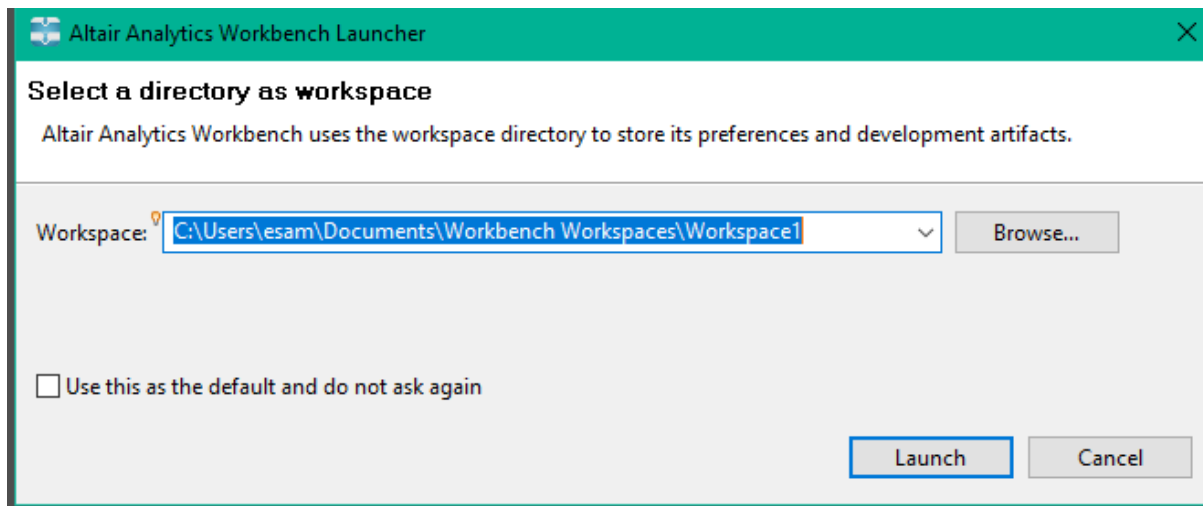 Altair Analytics Workbench Launcher
Select a directory as workspace
Altair Analytics Workbench uses the workspace directory to store its preferences and development artifacts.
Workspace: C:\Users\esam\Documents\Workbench Workspaces\Workspace1 Browse...
Use this as the default and do not ask again
Launch Cancel